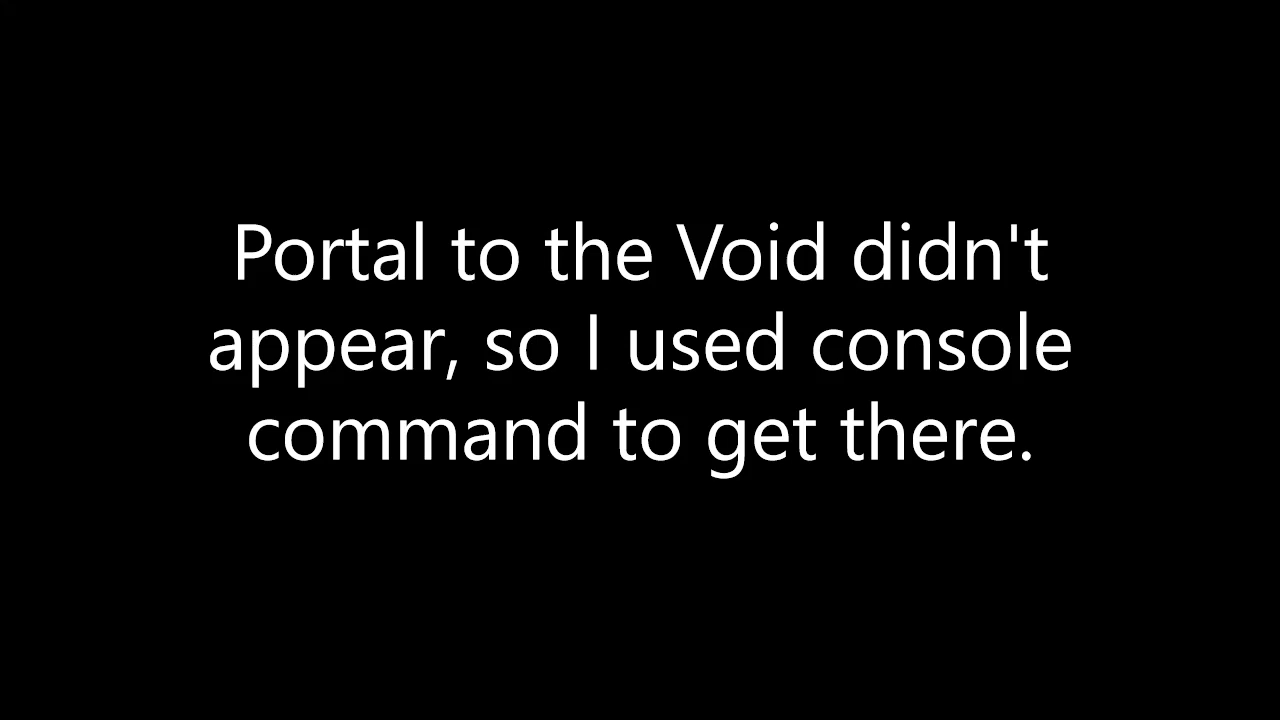 Portal to the Void didn't
appear, so I used console
command to get there.